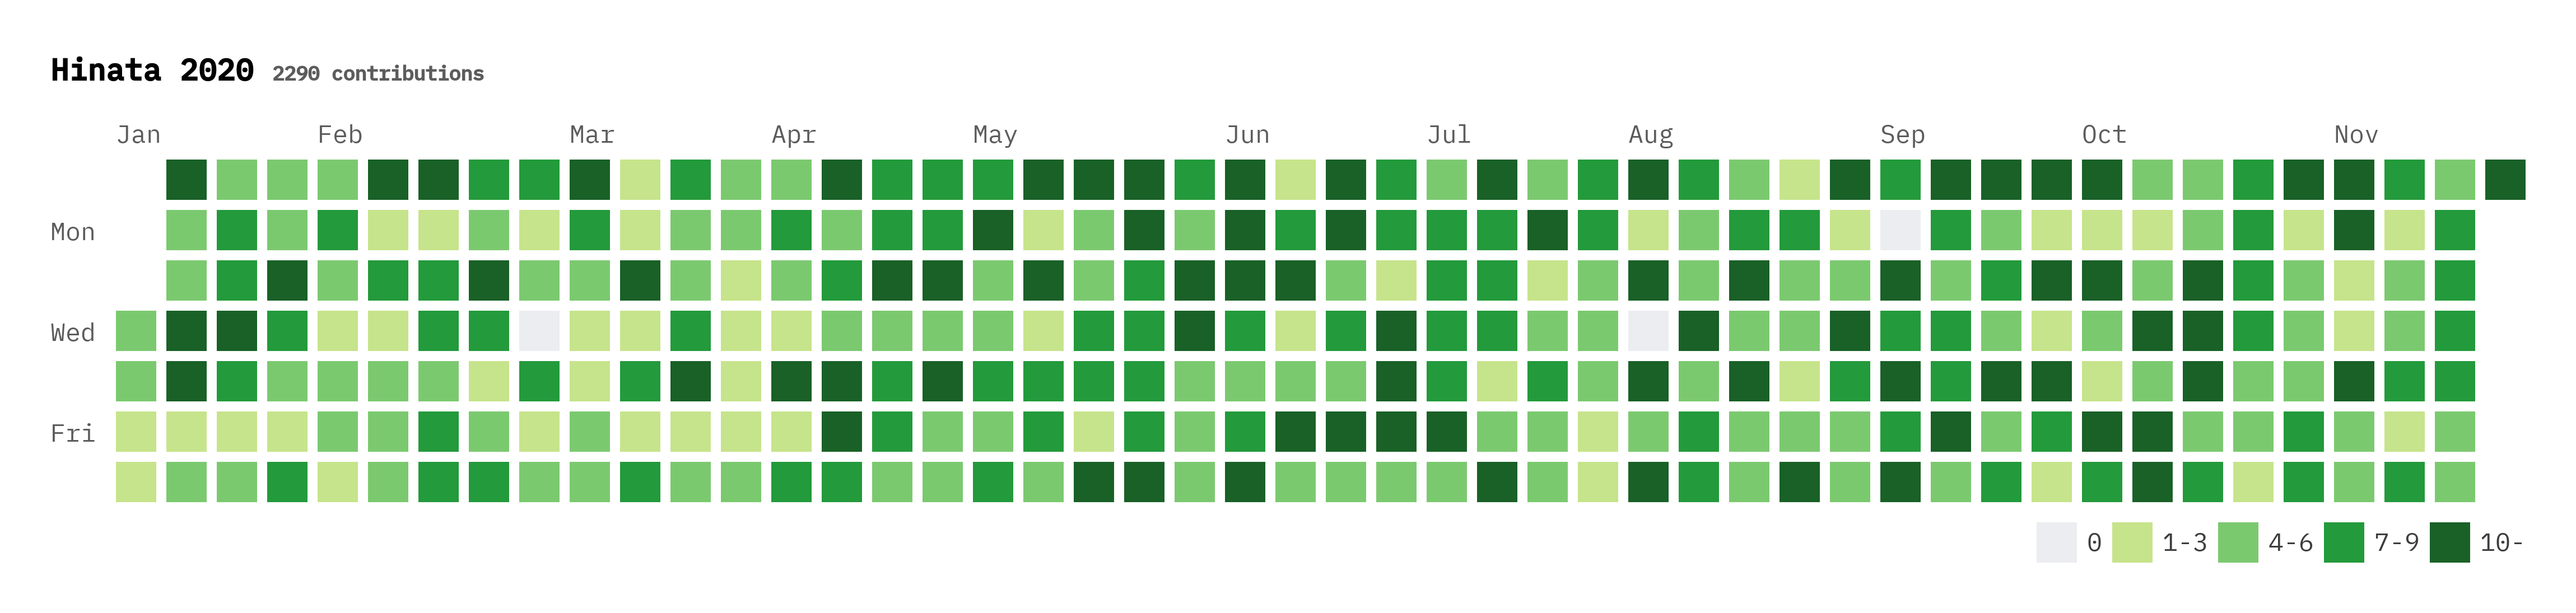 Hinata 2020 2290 contributions
Jan Feb Mar Apr May Jun Jul Aug Sep Oct Nov
Mon
Wed
Fri
0 1-3 4-6 7-9 10-